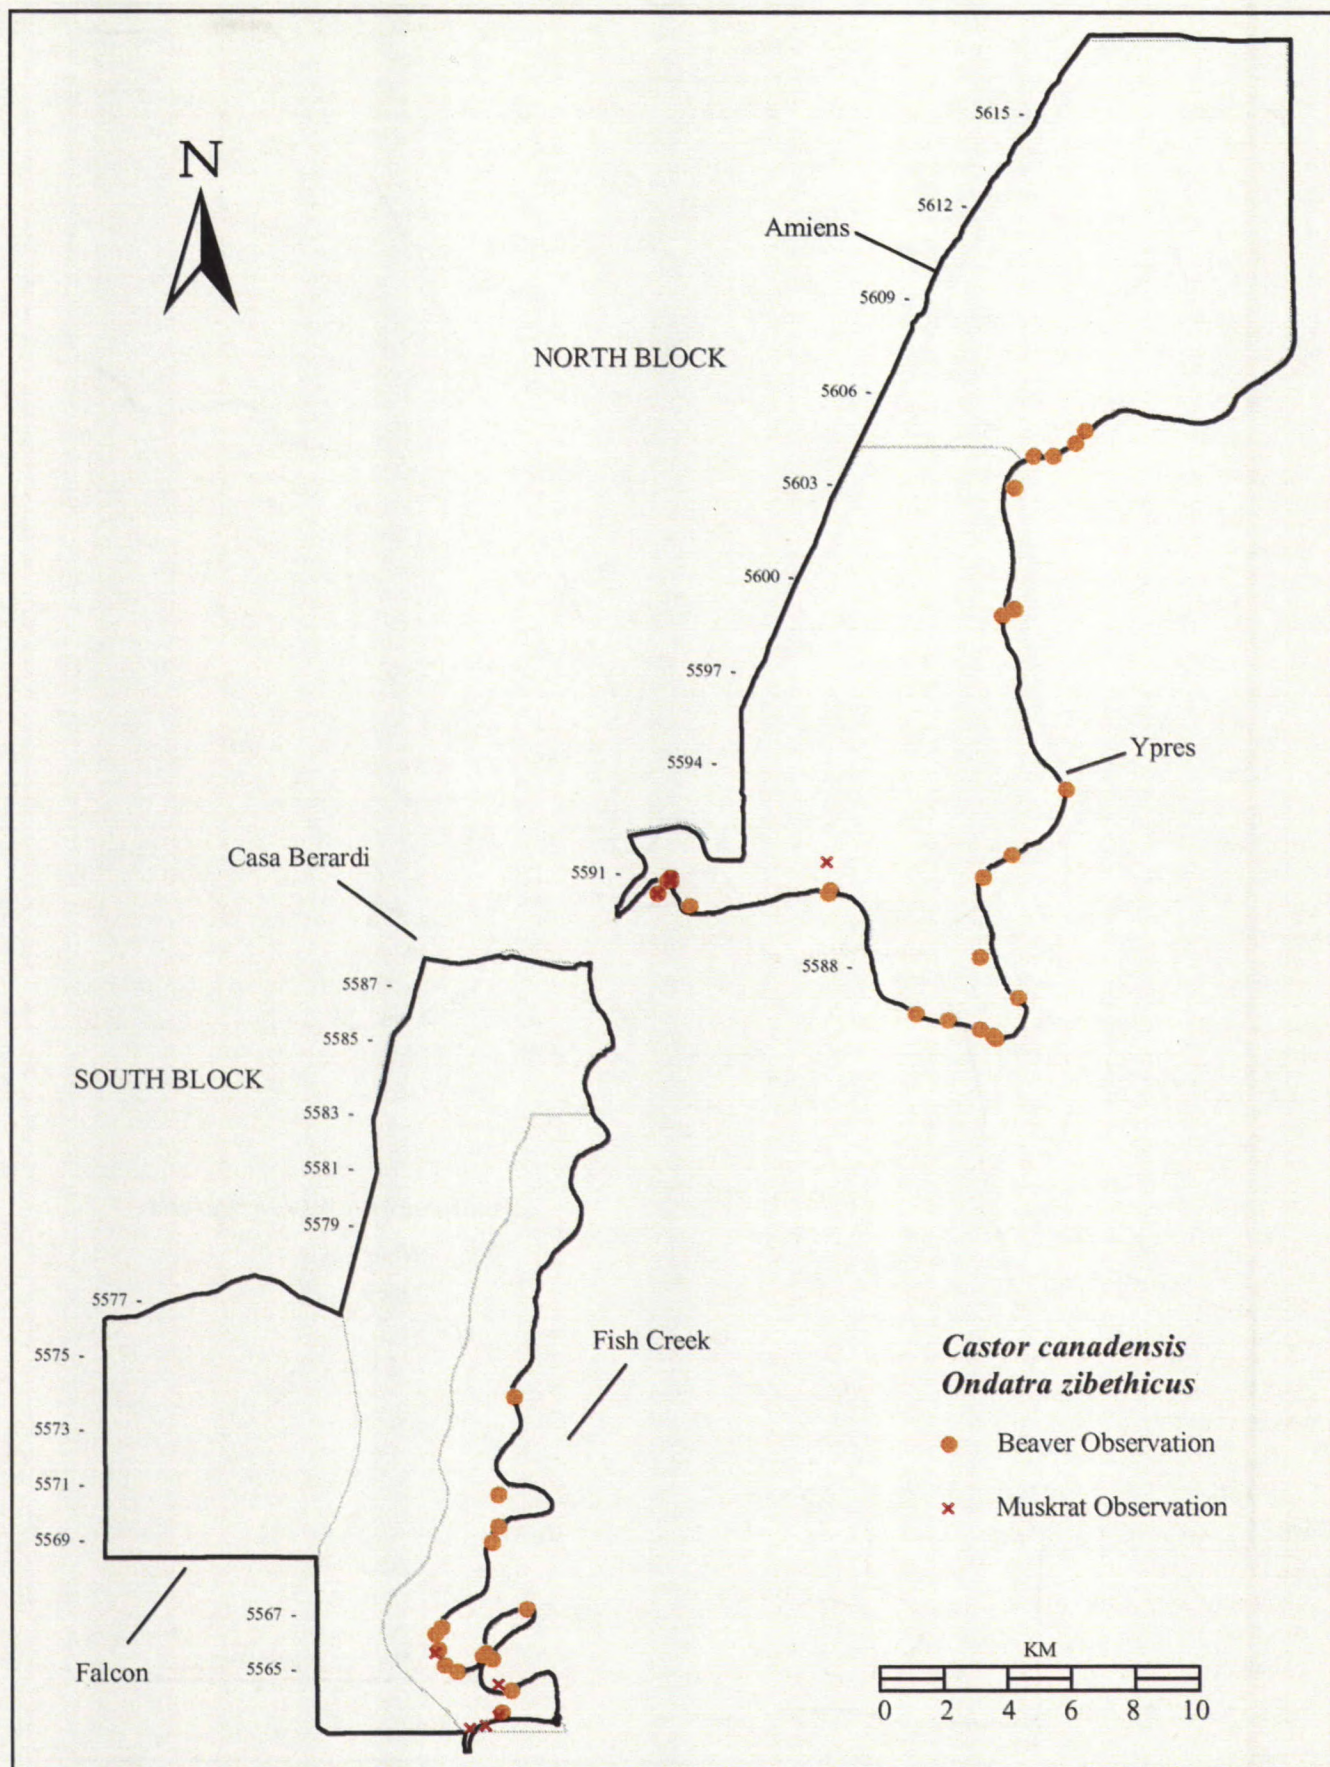 N
5615 -
5612 -
Amiens
5609 -
NORTH BLOCK
5606 -
5603 -
5600 -
5597 -
Ypres
5594 -
Casa Berardi
5591 -
5588 -
5587 -
5585 -
SOUTH BLOCK
5583 -
5581 -
5579 -
5577 -
Fish Creek
5575 -
5573 -
5571 -
5569 -
5567 -
5565 -
Falcon
Castor canadensis
Ondatra zibethicus
Beaver Observation
Muskrat Observation
KM
0 2 4 6 8 10